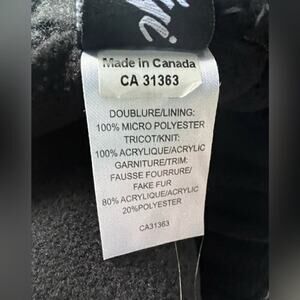 Made in Canada
CA 31363
DOUBLURE/LINING:
100% MICRO POLYESTER
TRICOT/KNIT:
100% ACRYLIQUE/ACRYLIC
GARNITURE/TRIM:
FAUSSE FOURRURE/
FAKE FUR
80% ACRYLIQUE/ACRYLIC
20%POLYESTER
CA31363